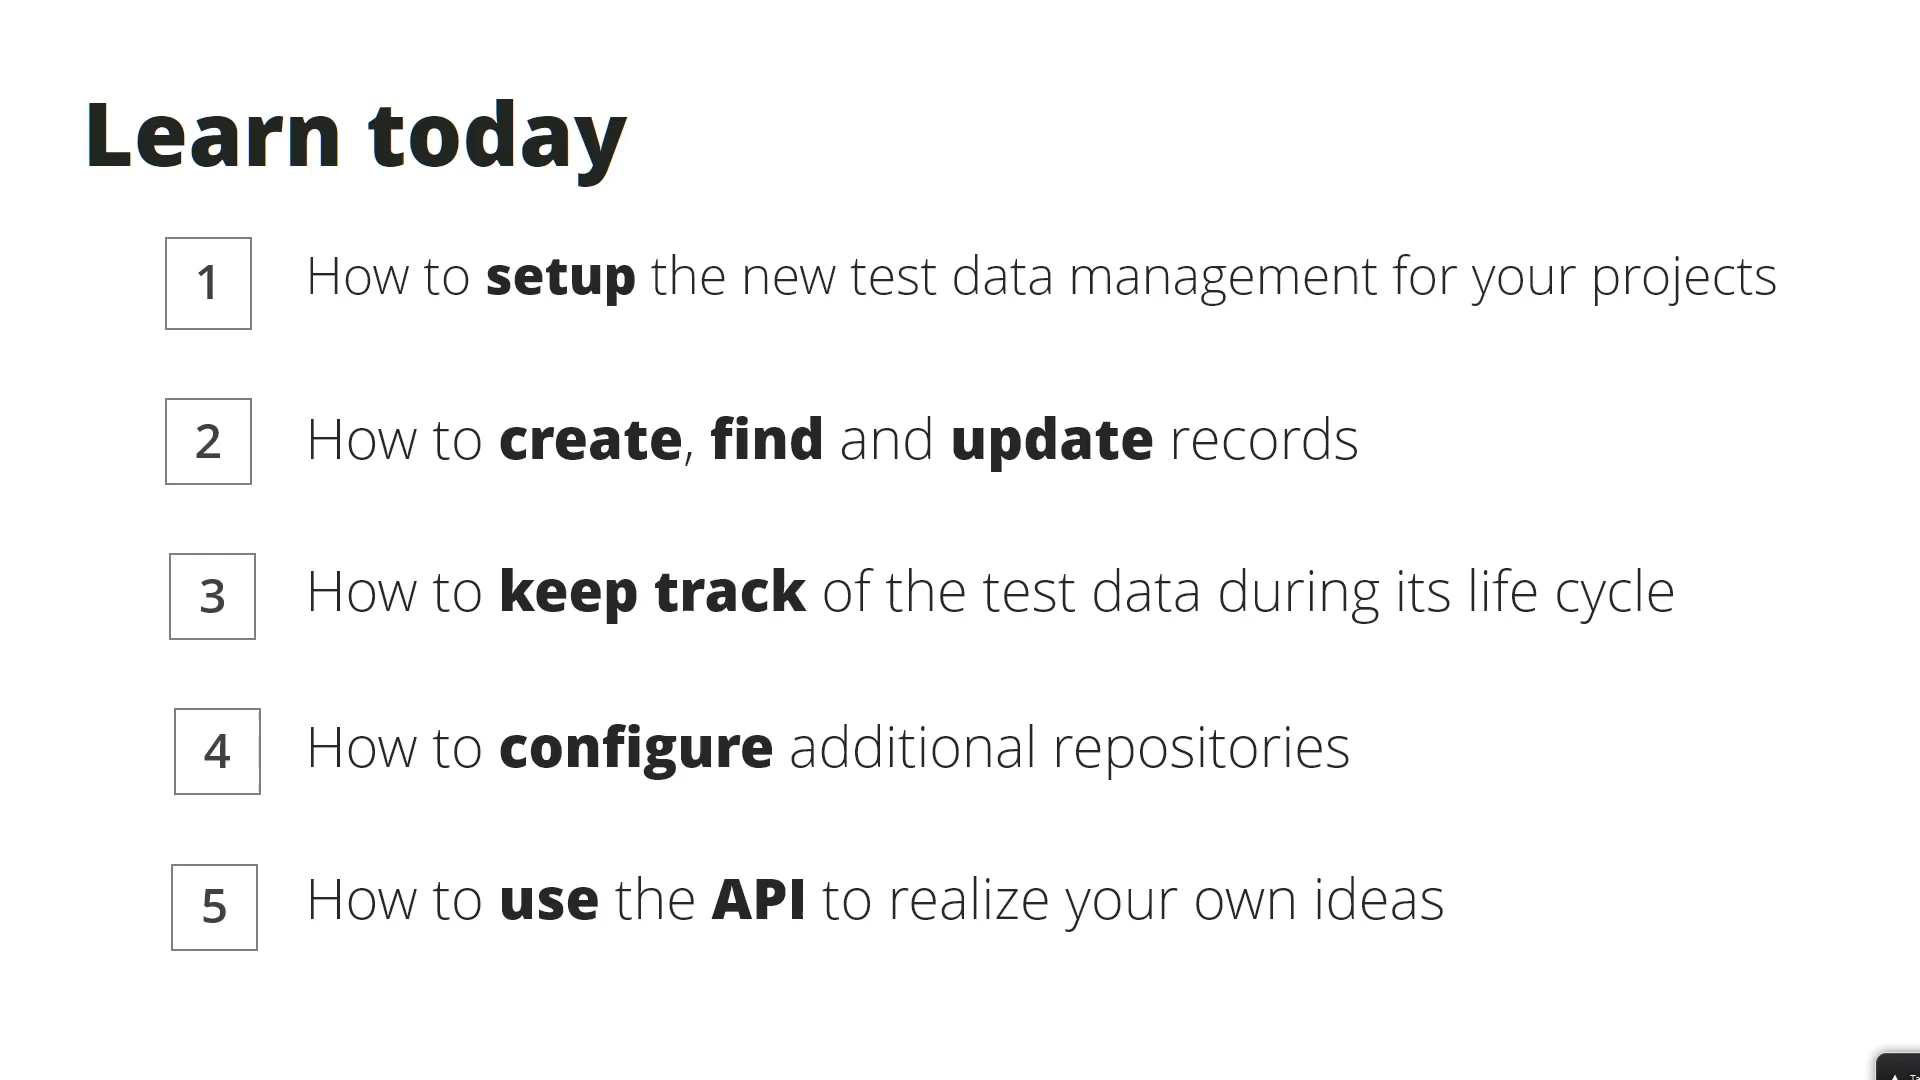 Learn today
1 How to setup the new test data management for your projects
2 How to create, find and update records
3 How to keep track of the test data during its life cycle
4 How to configure additional repositories
5 How to use the API to realize your own ideas